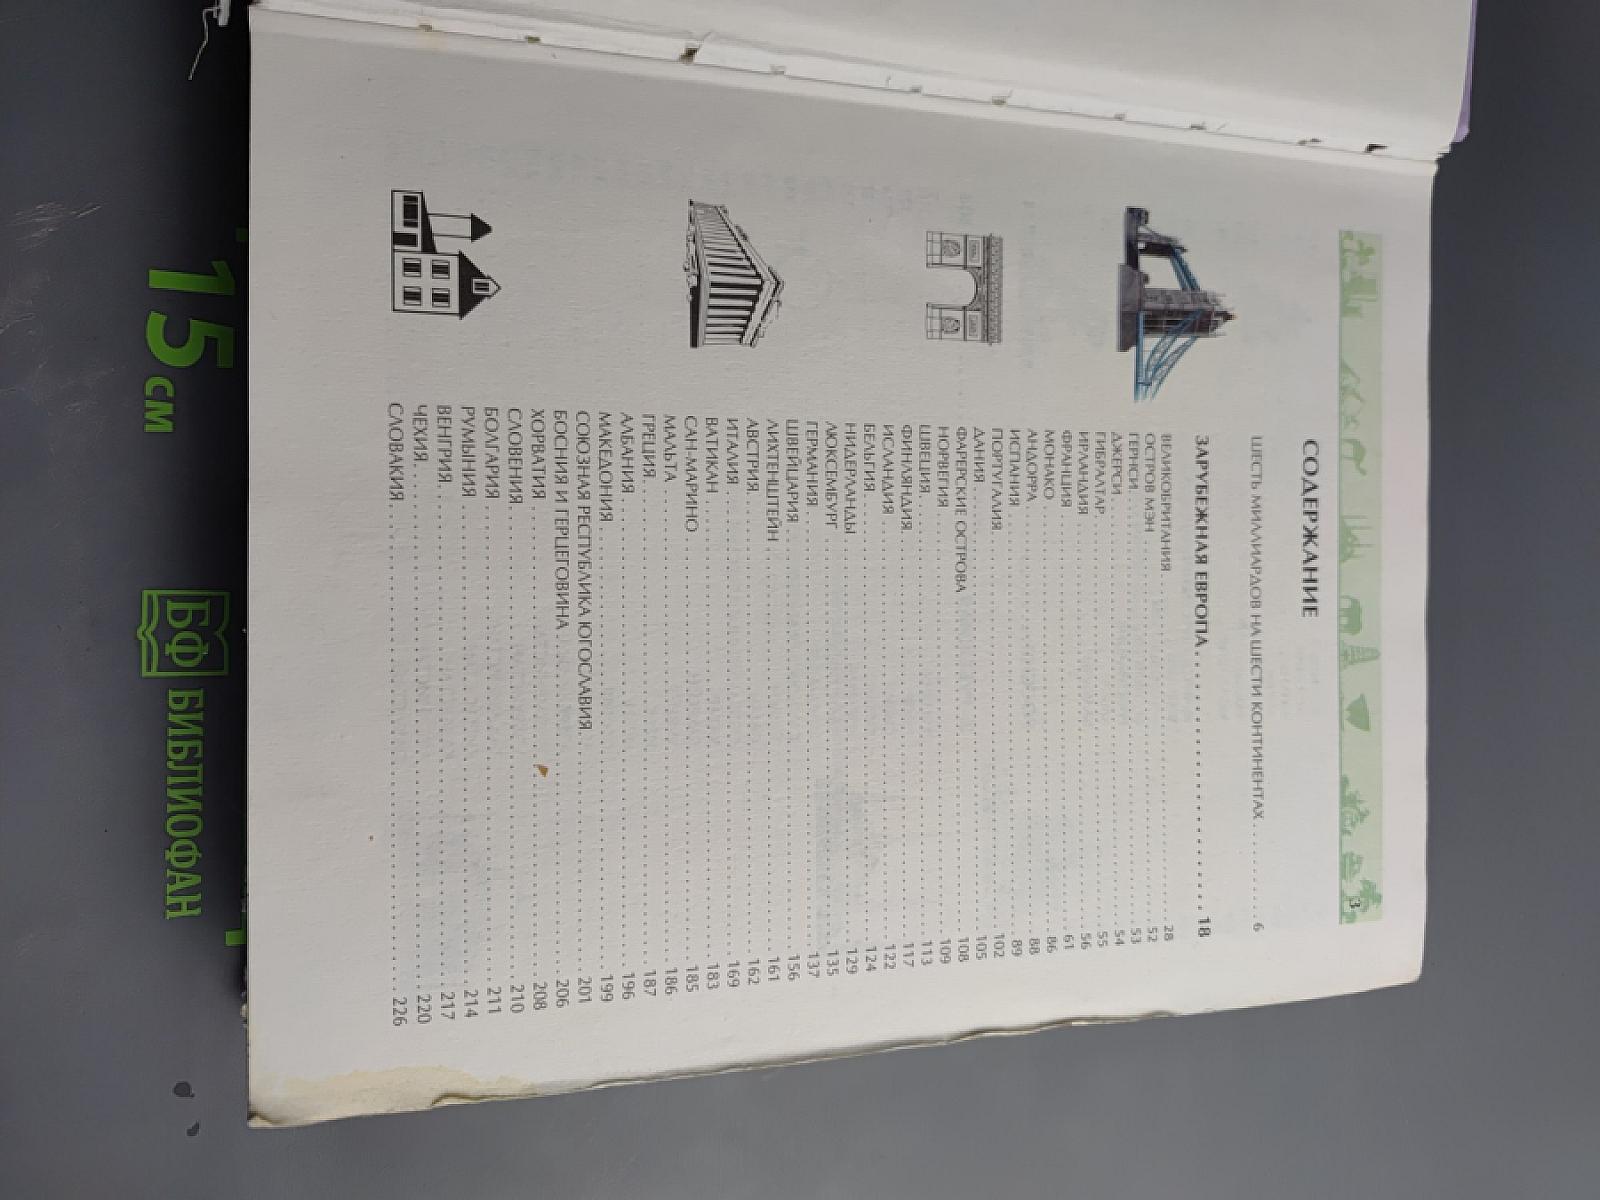 3
СОДЕРЖАНИЕ
ШЕСТЬ МИЛЛИАРДОВ НА ШЕСТИ КОНТИНЕНТАХ . . . . . . . . . . 6
ЗАРУБЕЖНАЯ ЕВРОПА . . . . . . . . . . 18
ВЕЛИКОБРИТАНИЯ . . . . . . . . . . 28
ОСТРОВ МЭН . . . . . . . . . . 52
ГЕРНСИ . . . . . . . . . . 53
ДЖЕРСИ . . . . . . . . . . 54
ГИБРАЛТАР . . . . . . . . . . 55
ИРЛАНДИЯ . . . . . . . . . . 56
ФРАНЦИЯ . . . . . . . . . . 61
МОНАКО . . . . . . . . . . 86
АНДОРРА . . . . . . . . . . 88
ИСПАНИЯ . . . . . . . . . . 89
ПОРТУГАЛИЯ . . . . . . . . . . 102
ДАНИЯ . . . . . . . . . . 105
ФАРЕРСКИЕ ОСТРОВА . . . . . . . . . . 108
НОРВЕГИЯ . . . . . . . . . . 109
ШВЕЦИЯ . . . . . . . . . . 113
ФИНЛЯНДИЯ . . . . . . . . . . 117
ИСЛАНДИЯ . . . . . . . . . . 122
БЕЛЬГИЯ . . . . . . . . . . 124
НИДЕРЛАНДЫ . . . . . . . . . . 129
ЛЮКСЕМБУРГ . . . . . . . . . . 135
ГЕРМАНИЯ . . . . . . . . . . 137
ШВЕЙЦАРИЯ . . . . . . . . . . 156
ЛИХТЕНШТЕЙН . . . . . . . . . . 161
АВСТРИЯ . . . . . . . . . . 162
ИТАЛИЯ . . . . . . . . . . 169
ВАТИКАН . . . . . . . . . . 183
САН-МАРИНО . . . . . . . . . . 185
МАЛЬТА . . . . . . . . . . 186
ГРЕЦИЯ . . . . . . . . . . 187
АЛБАНИЯ . . . . . . . . . . 196
МАКЕДОНИЯ . . . . . . . . . . 199
СОЮЗНАЯ РЕСПУБЛИКА ЮГОСЛАВИЯ . . . . . . . . . . 201
БОСНИЯ И ГЕРЦЕГОВИНА . . . . . . . . . . 206
ХОРВАТИЯ . . . . . . . . . . 208
СЛОВЕНИЯ . . . . . . . . . . 210
БОЛГАРИЯ . . . . . . . . . . 211
РУМЫНИЯ . . . . . . . . . . 214
ВЕНГРИЯ . . . . . . . . . . 217
ЧЕХИЯ . . . . . . . . . . 220
СЛОВАКИЯ . . . . . . . . . . 226
15 см
БФ БИБЛИОФАН